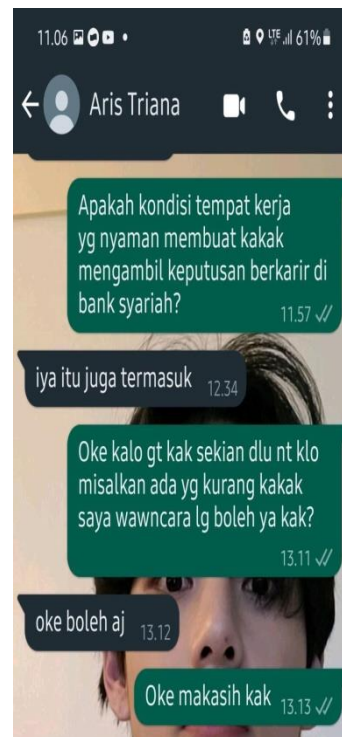 11.06 61%
Aris Triana
Apakah kondisi tempat kerja
yg nyaman membuat kakak
mengambil keputusan berkarir di
bank syariah?
11.57
iya itu juga termasuk 12.34
Oke kalo gt kak sekian dlu nt klo
misalkan ada yg kurang kakak
saya wawncara lg boleh ya kak?
13.11
oke boleh aj 13.12
Oke makasih kak 13.13